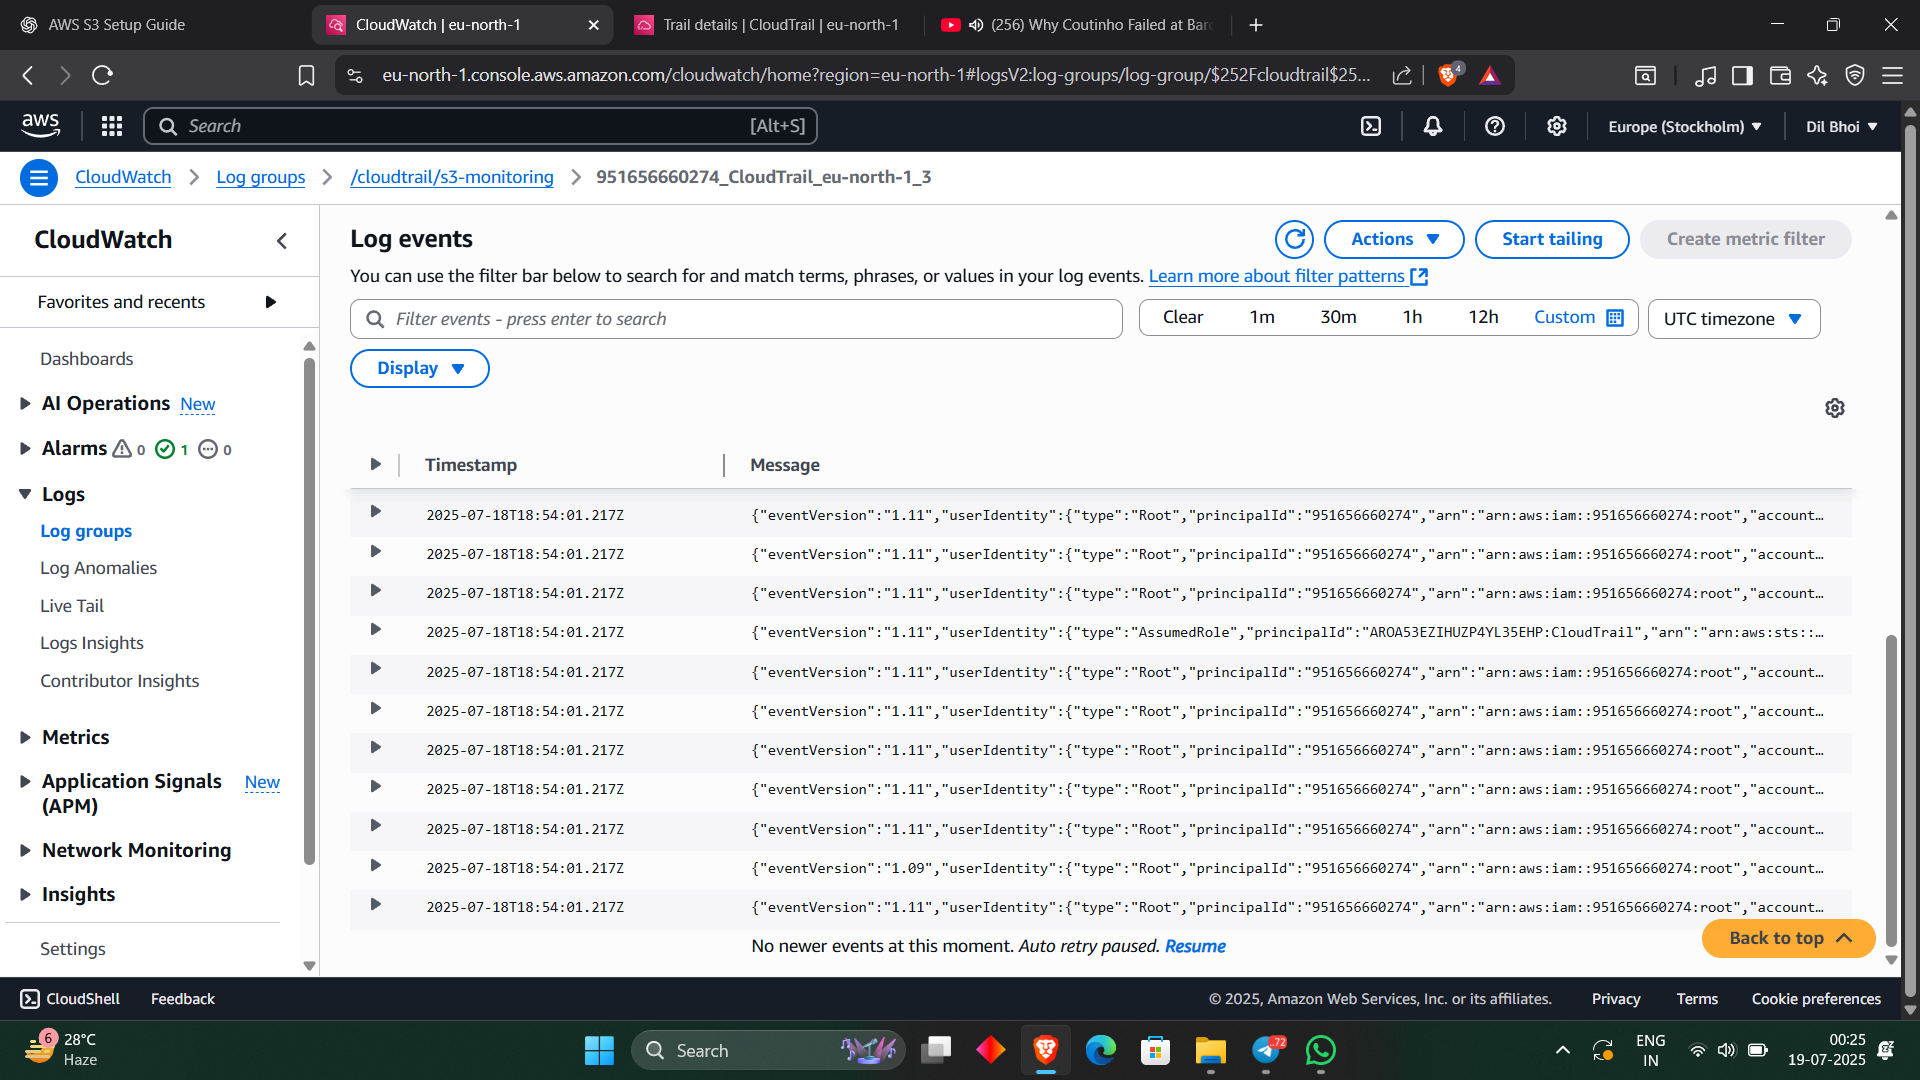 AWS S3 Setup Guide
CloudWatch | eu-north-1
Trail details | CloudTrail | eu-north-1
(256) Why Coutinho Failed at Barc
eu-north-1.console.aws.amazon.com/cloudwatch/home?region=eu-north-1#logsV2:log-groups/log-group/$252Fcloudtrail$25...
4
aws
Search
[Alt+S]
Europe (Stockholm)
Dil Bhoi
CloudWatch
Log groups
/cloudtrail/s3-monitoring
951656660274_CloudTrail_eu-north-1_3
CloudWatch
Favorites and recents
Dashboards
AI Operations New
Alarms 0 1 0
Logs
Log groups
Log Anomalies
Live Tail
Logs Insights
Contributor Insights
Metrics
Application Signals (APM) New
Network Monitoring
Insights
Settings
Log events
Actions
Start tailing
Create metric filter
You can use the filter bar below to search for and match terms, phrases, or values in your log events. Learn more about filter patterns
Filter events - press enter to search
Clear 1m 30m 1h 12h Custom
UTC timezone
Display
Timestamp Message
2025-07-18T18:54:01.217Z {"eventVersion":"1.11","userIdentity":{"type":"Root","principalId":"951656660274","arn":"arn:aws:iam::951656660274:root","account…
2025-07-18T18:54:01.217Z {"eventVersion":"1.11","userIdentity":{"type":"Root","principalId":"951656660274","arn":"arn:aws:iam::951656660274:root","account…
2025-07-18T18:54:01.217Z {"eventVersion":"1.11","userIdentity":{"type":"Root","principalId":"951656660274","arn":"arn:aws:iam::951656660274:root","account…
2025-07-18T18:54:01.217Z {"eventVersion":"1.11","userIdentity":{"type":"AssumedRole","principalId":"AROA53EZIHUZP4YL35EHP:CloudTrail","arn":"arn:aws:sts::…
2025-07-18T18:54:01.217Z {"eventVersion":"1.11","userIdentity":{"type":"Root","principalId":"951656660274","arn":"arn:aws:iam::951656660274:root","account…
2025-07-18T18:54:01.217Z {"eventVersion":"1.11","userIdentity":{"type":"Root","principalId":"951656660274","arn":"arn:aws:iam::951656660274:root","account…
2025-07-18T18:54:01.217Z {"eventVersion":"1.11","userIdentity":{"type":"Root","principalId":"951656660274","arn":"arn:aws:iam::951656660274:root","account…
2025-07-18T18:54:01.217Z {"eventVersion":"1.11","userIdentity":{"type":"Root","principalId":"951656660274","arn":"arn:aws:iam::951656660274:root","account…
2025-07-18T18:54:01.217Z {"eventVersion":"1.11","userIdentity":{"type":"Root","principalId":"951656660274","arn":"arn:aws:iam::951656660274:root","account…
2025-07-18T18:54:01.217Z {"eventVersion":"1.09","userIdentity":{"type":"Root","principalId":"951656660274","arn":"arn:aws:iam::951656660274:root","account…
2025-07-18T18:54:01.217Z {"eventVersion":"1.11","userIdentity":{"type":"Root","principalId":"951656660274","arn":"arn:aws:iam::951656660274:root","account…
No newer events at this moment. Auto retry paused. Resume
Back to top
CloudShell
Feedback
© 2025, Amazon Web Services, Inc. or its affiliates.
Privacy
Terms
Cookie preferences
6
28°C
Haze
Search
72
ENG
IN
00:25
19-07-2025